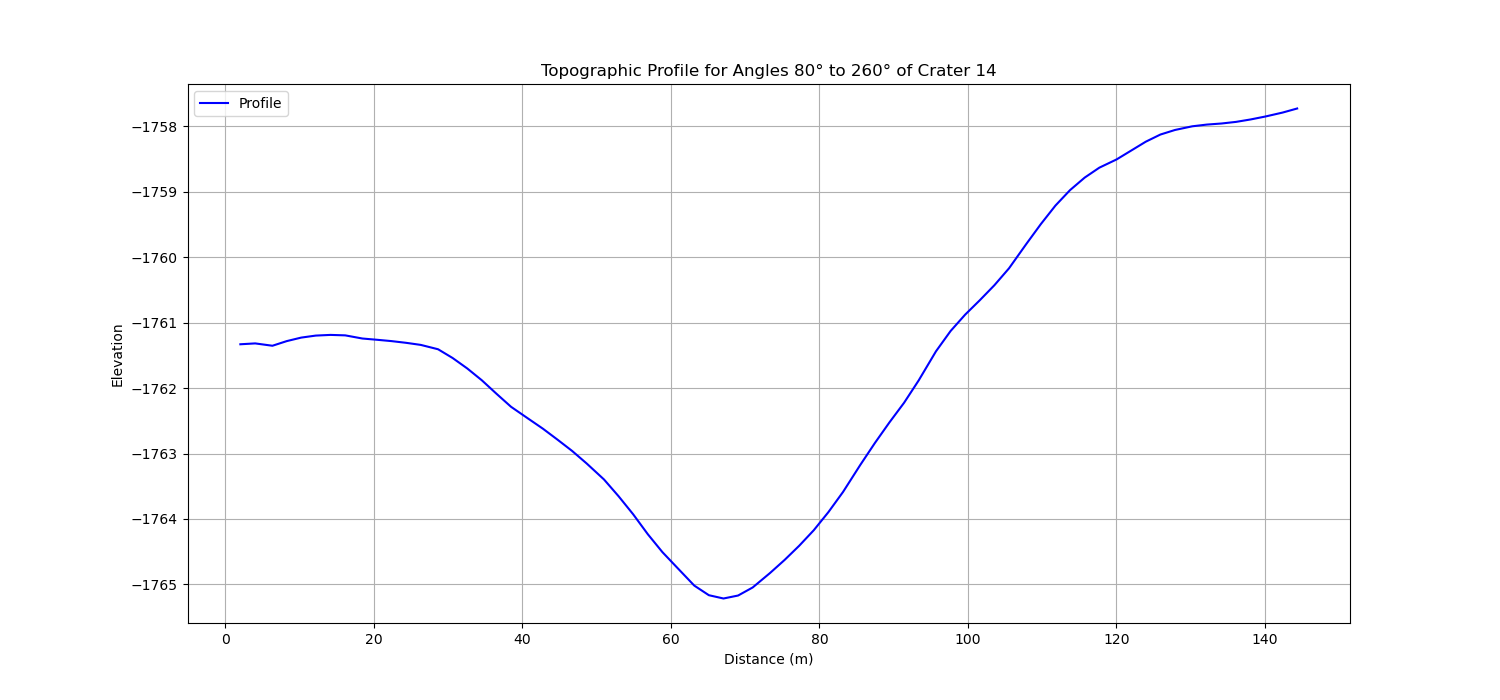 Topographic Profile for Angles 80° to 260° of Crater 14
Profile
−1758
−1759
−1760
−1761
−1762
−1763
−1764
−1765
Elevation
0 20 40 60 80 100 120 140
Distance (m)